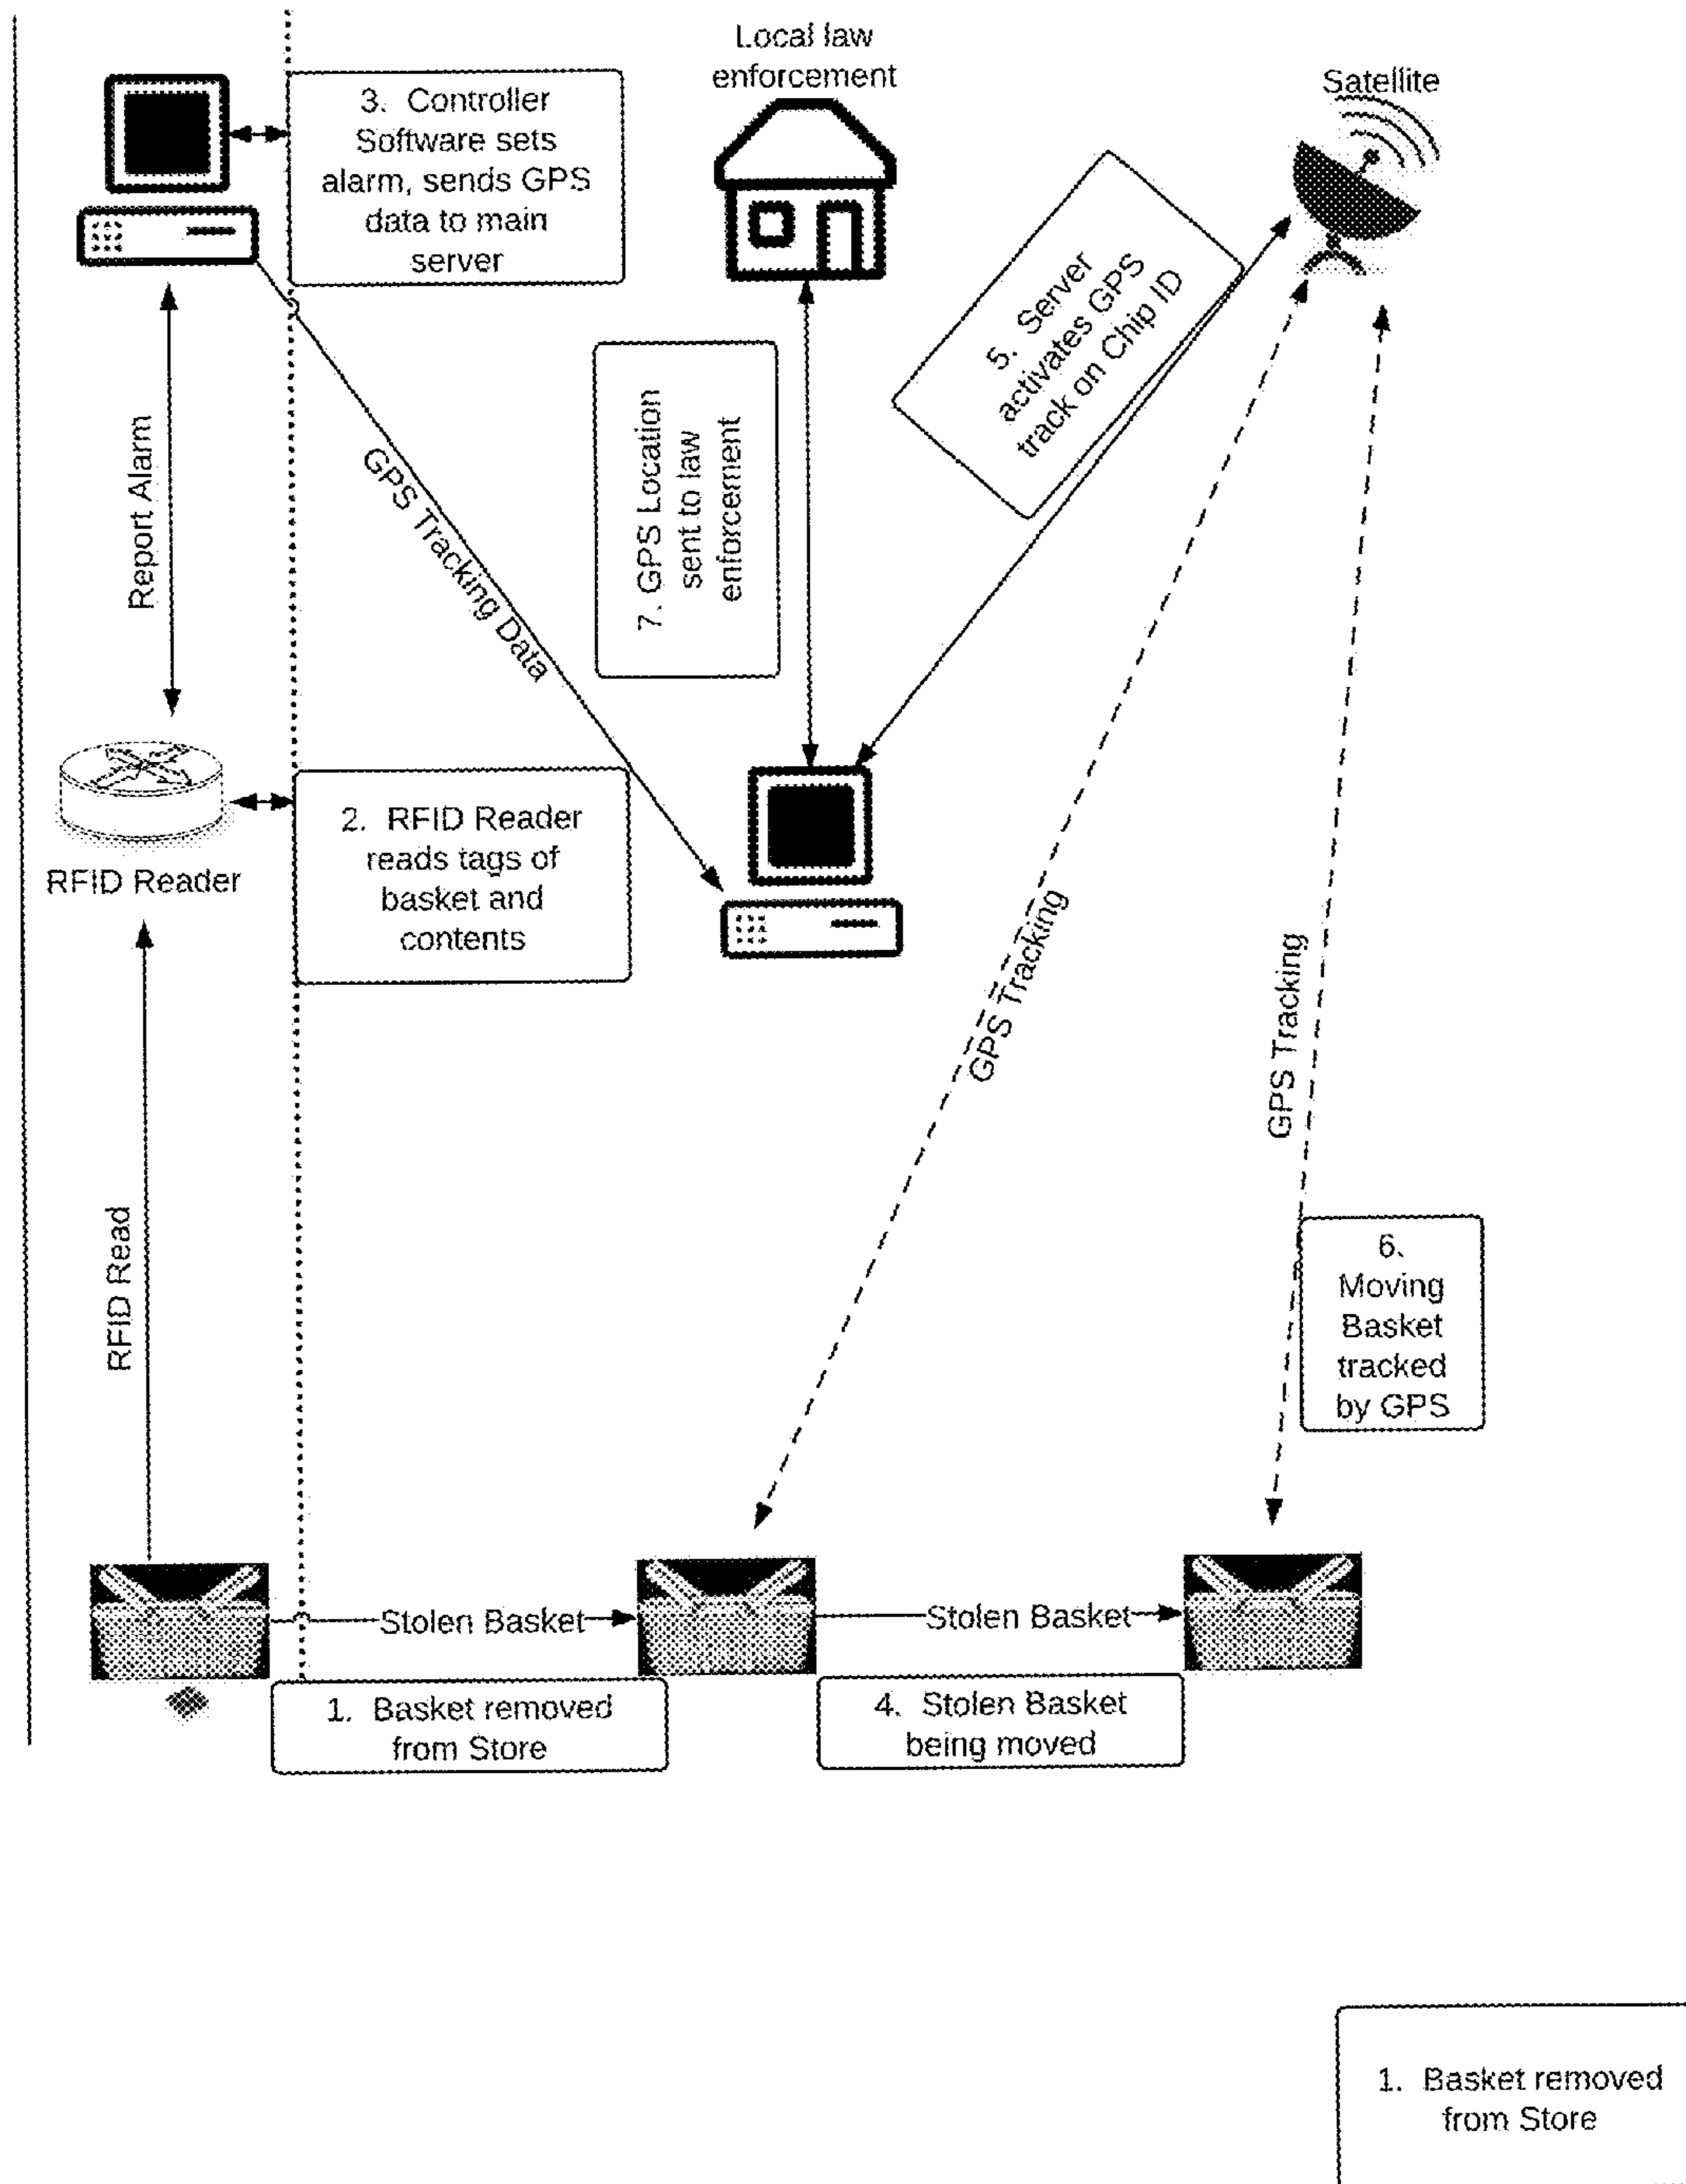 Local law
enforcement
Satellite
3. Controller
Software sets
alarm, sends GPS
data to main
server
5. Server
activates GPS
track on Chip ID
7. GPS Location
sent to law
enforcement
Report Alarm
GPS Tracking Data
2. RFID Reader
reads tags of
basket and
contents
RFID Reader
GPS Tracking
GPS Tracking
RFID Read
6.
Moving
Basket
tracked
by GPS
Stolen Basket
Stolen Basket
1. Basket removed
from Store
4. Stolen Basket
being moved
1. Basket removed
from Store